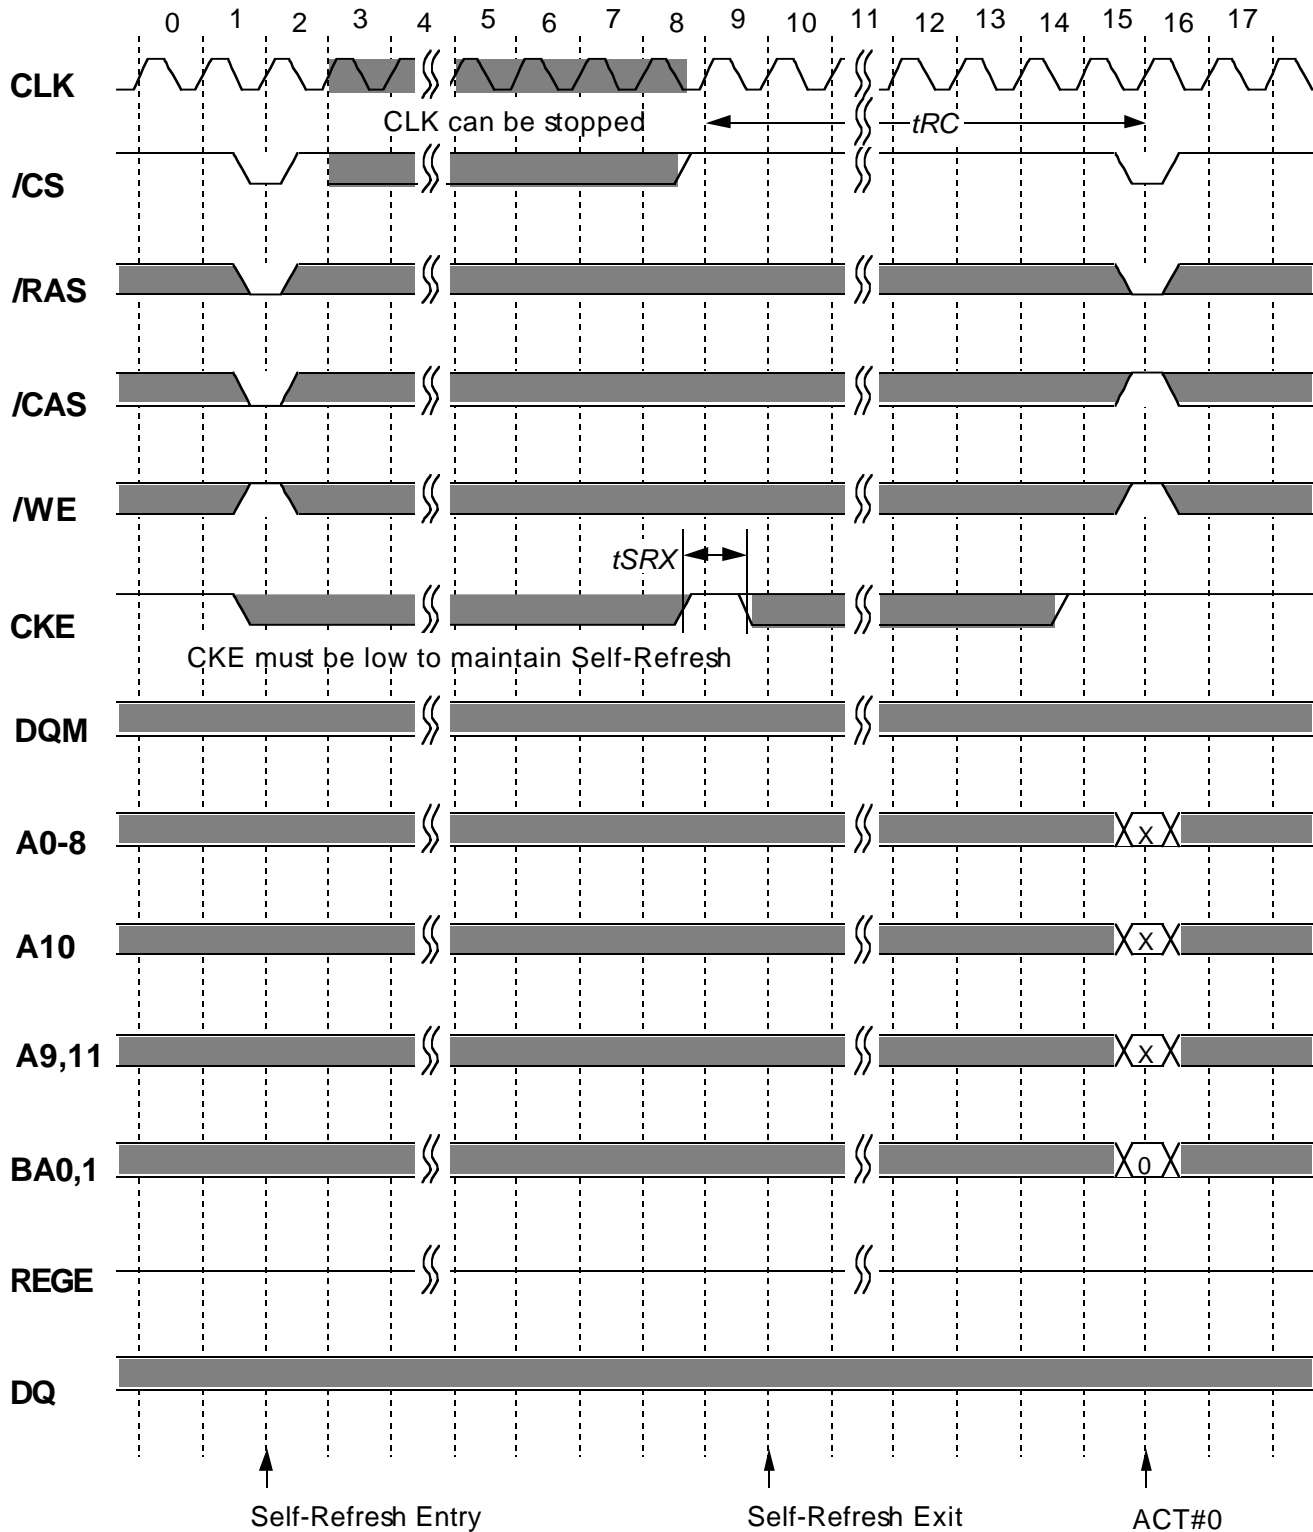 0 1 2 3 4 5 6 7 8 9 10 11 12 13 14 15 16 17
CLK
CLK can be stopped
tRC
/CS
/RAS
/CAS
/WE
tSRX
CKE
CKE must be low to maintain Self-Refresh
DQM
A0-8
X
A10
X
A9,11
X
BA0,1
0
REGE
DQ
Self-Refresh Entry
Self-Refresh Exit
ACT#0